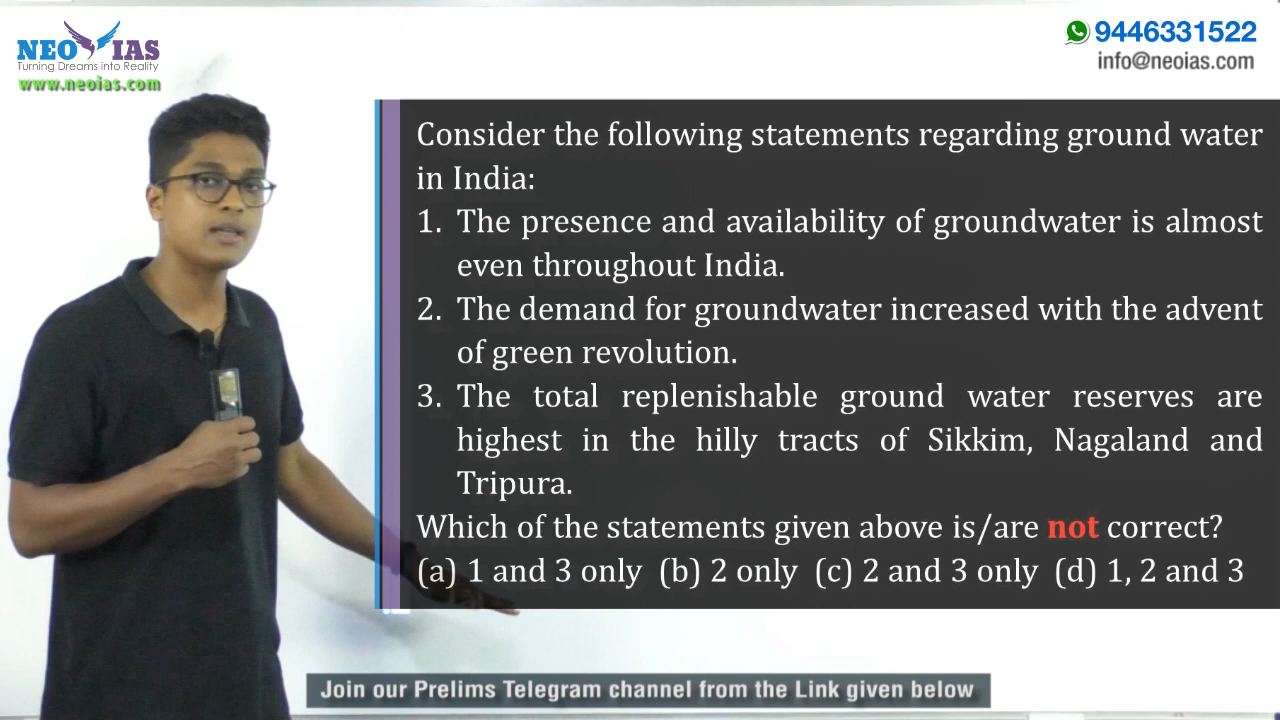 NEO IAS
Turning Dreams into Reality
www.neoias.com
9446331522
info@neoias.com
Consider the following statements regarding ground water
in India:
1. The presence and availability of groundwater is almost
even throughout India.
2. The demand for groundwater increased with the advent
of green revolution.
3. The total replenishable ground water reserves are
highest in the hilly tracts of Sikkim, Nagaland and
Tripura.
Which of the statements given above is/are not correct?
(a) 1 and 3 only (b) 2 only (c) 2 and 3 only (d) 1, 2 and 3
Join our Prelims Telegram channel from the Link given below